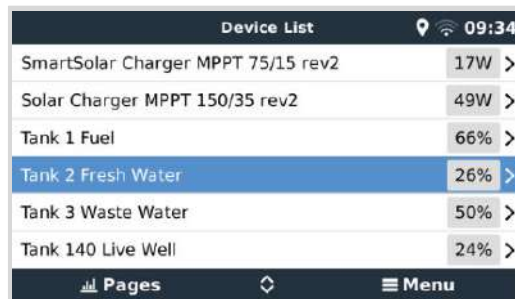 Device List 09:34
SmartSolar Charger MPPT 75/15 rev2 17W
Solar Charger MPPT 150/35 rev2 49W
Tank 1 Fuel 66%
Tank 2 Fresh Water 26%
Tank 3 Waste Water 50%
Tank 140 Live Well 24%
Pages Menu